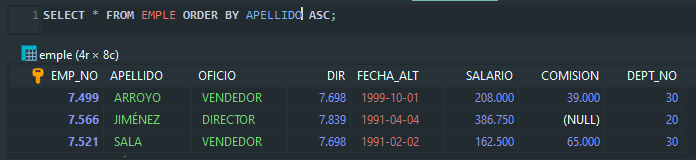 1 SELECT * FROM EMPLE ORDER BY APELLIDO ASC;
emple (4r × 8c)
EMP_NO APELLIDO OFICIO DIR FECHA_ALT SALARIO COMISION DEPT_NO
7.499 ARROYO VENDEDOR 7.698 1999-10-01 208.000 39.000 30
7.566 JIMÉNEZ DIRECTOR 7.839 1991-04-04 386.750 (NULL) 20
7.521 SALA VENDEDOR 7.698 1991-02-02 162.500 65.000 30